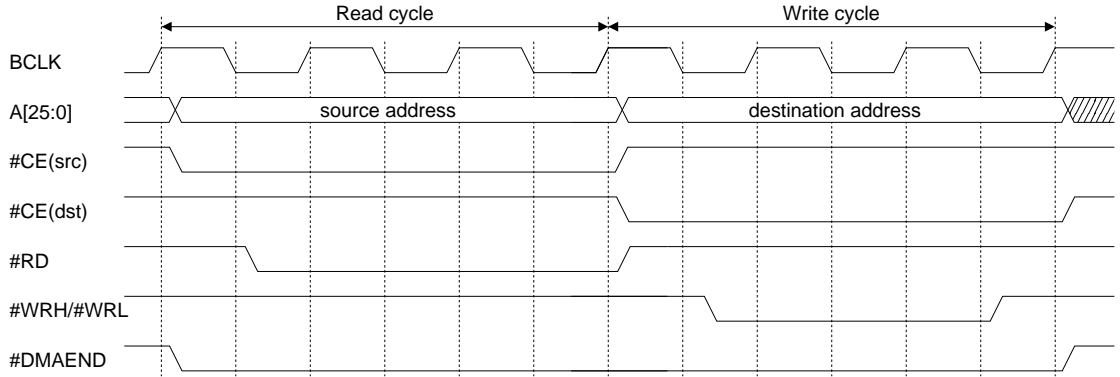 Read cycle Write cycle
BCLK
A[25:0] source address destination address
#CE(src)
#CE(dst)
#RD
#WRH/#WRL
#DMAEND